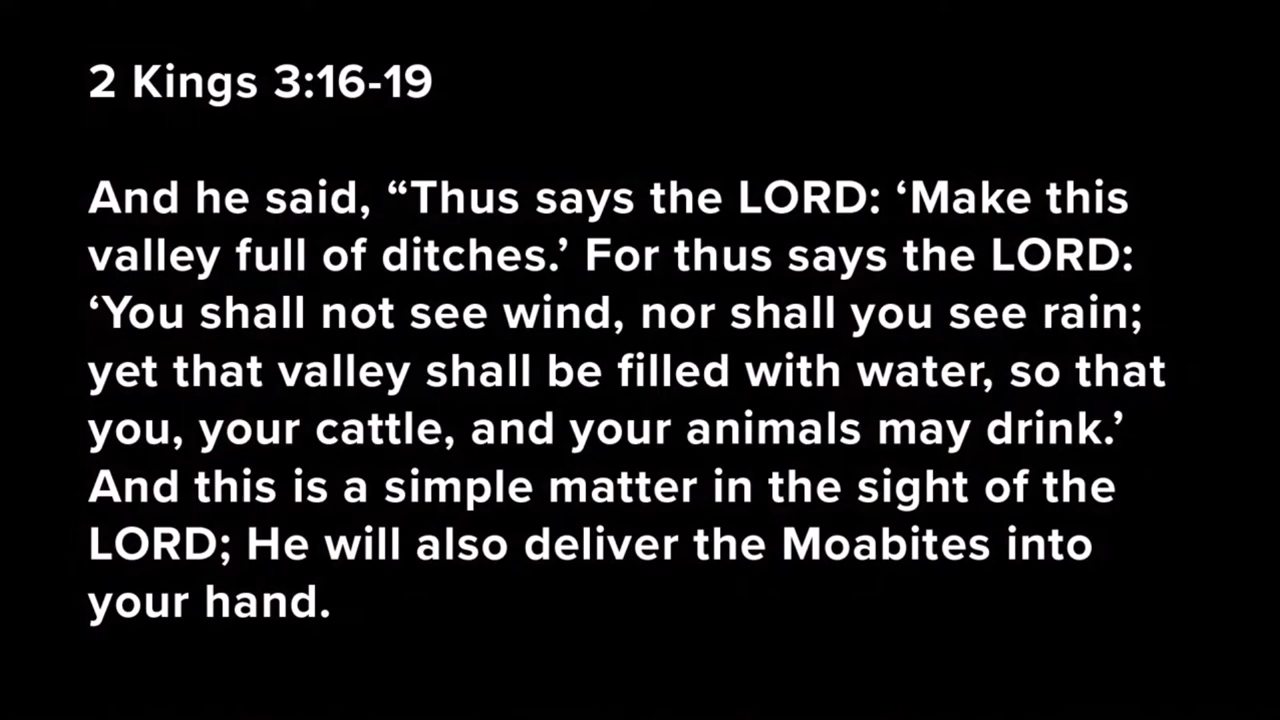 2 Kings 3:16-19
And he said, “Thus says the LORD: ‘Make this
valley full of ditches.’ For thus says the LORD:
‘You shall not see wind, nor shall you see rain;
yet that valley shall be filled with water, so that
you, your cattle, and your animals may drink.’
And this is a simple matter in the sight of the
LORD; He will also deliver the Moabites into
your hand.